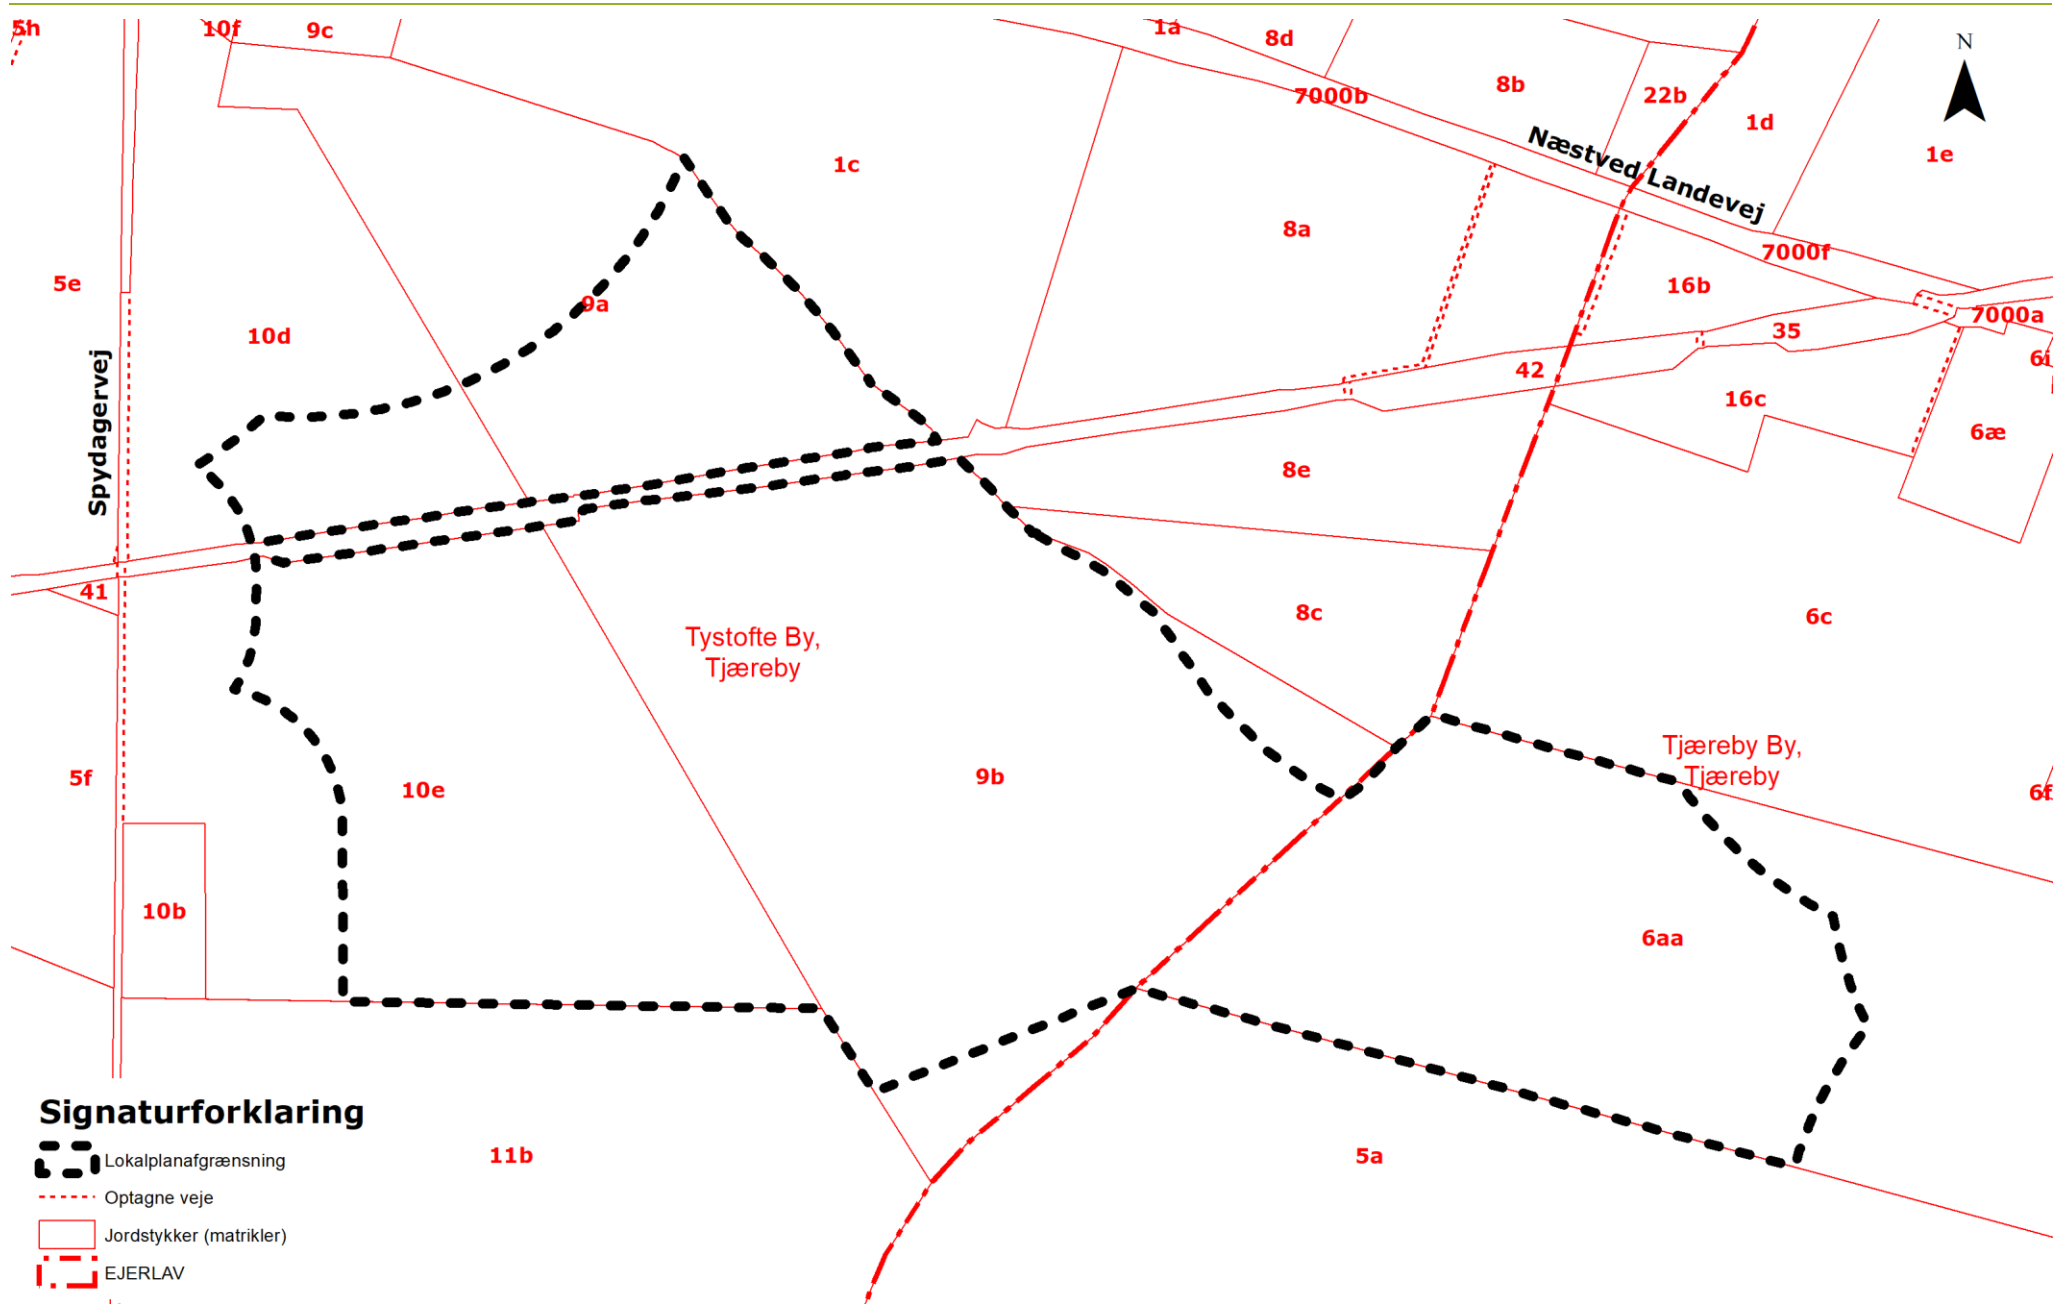 5h
10f
9c
1a
8d
N
8b
7000b
22b
1d
1c
1e
Næstved Landevej
8a
7000f
5e
16b
9a
7000a
10d
35
6i
42
Spydagervej
16c
6æ
8e
41
8c
6c
Tystofte By,
Tjæreby
Tjæreby By,
Tjæreby
5f
10e
9b
6f
10b
6aa
11b
5a
Signaturforklaring
Lokalplanafgrænsning
Optagne veje
Jordstykker (matrikler)
EJERLAV